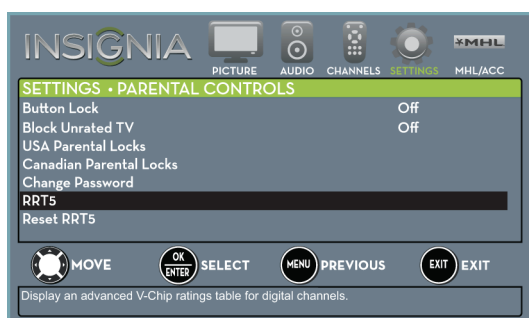 INSIGNIA
PICTURE AUDIO CHANNELS SETTINGS MHL/ACC
MHL
SETTINGS • PARENTAL CONTROLS
Button Lock Off
Block Unrated TV Off
USA Parental Locks
Canadian Parental Locks
Change Password
RRT5
Reset RRT5
MOVE OK ENTER SELECT MENU PREVIOUS EXIT EXIT
Display an advanced V-Chip ratings table for digital channels.